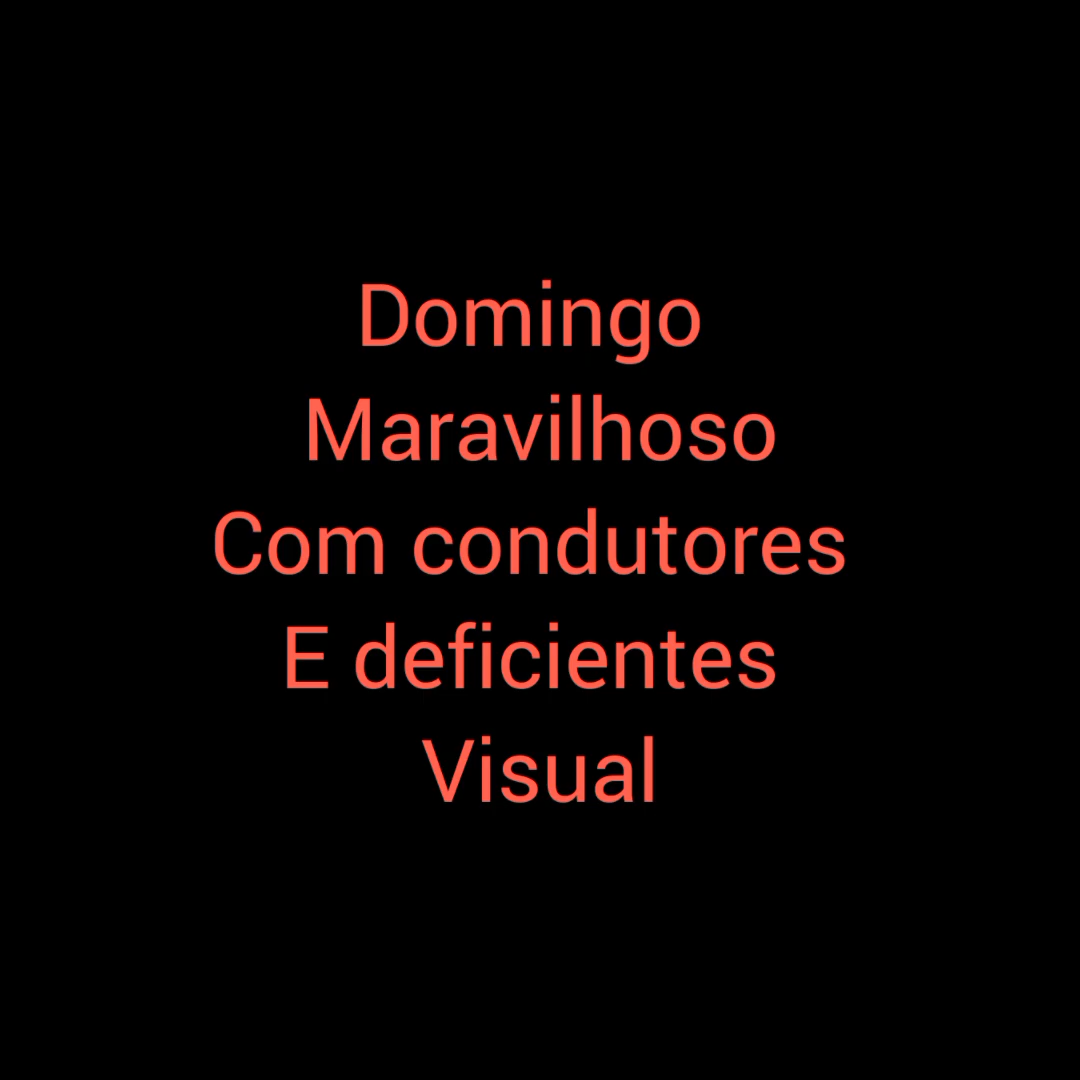 Domingo
Maravilhoso
Com condutores
E deficientes
Visual